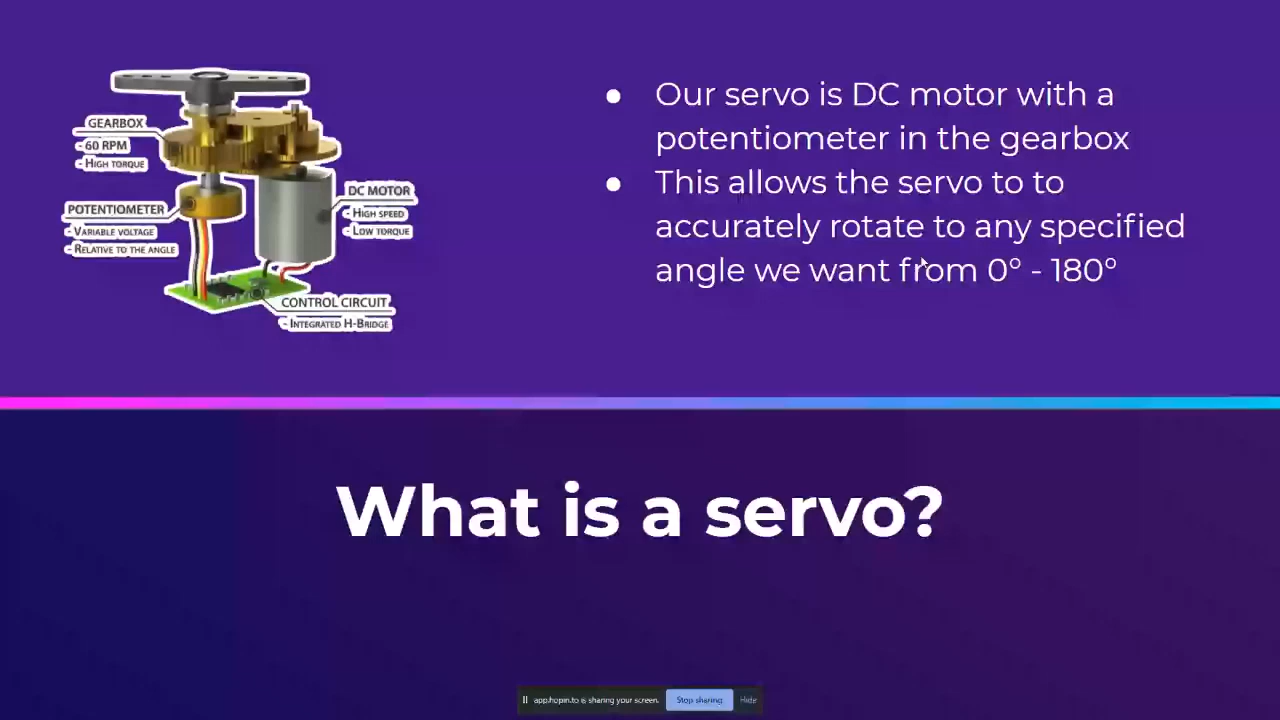 GEARBOX
- 60 RPM
- HIGH TORQUE
POTENTIOMETER
- VARIABLE VOLTAGE
- RELATIVE TO THE ANGLE
DC MOTOR
- HIGH SPEED
- LOW TORQUE
CONTROL CIRCUIT
- INTEGRATED H-BRIDGE
● Our servo is DC motor with a
potentiometer in the gearbox
● This allows the servo to to
accurately rotate to any specified
angle we want from 0° - 180°
What is a servo?
app.hopin.to is sharing your screen. Stop sharing Hide